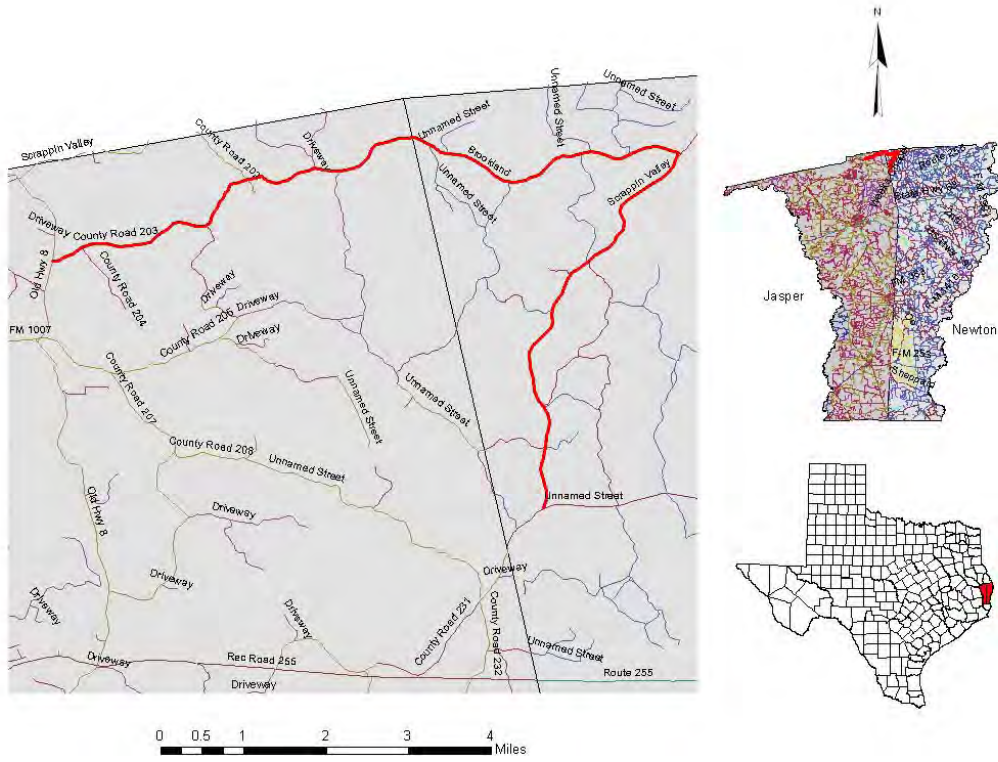 N
Unnamed Street
Unnamed Street
Unnamed Street
Scrappin Valley
County Road 202
Driveway
Brookland
Unnamed Street
Scrappin Valley
Driveway
County Road 203
Old Hwy 8
County Road 204
Driveway
Driveway
FM 1007
County Road 205
Driveway
County Road 207
Unnamed Street
Unnamed Street
County Road 208
Unnamed Street
Unnamed Street
Old Hwy 8
Driveway
Driveway
Driveway
Driveway
Driveway
County Road 231
County Road 232
Unnamed Street
Driveway
Rec Road 255
Route 255
Driveway
0 0.5 1 2 3 4
Miles
Jasper
Newton
FM 253
Sheppard